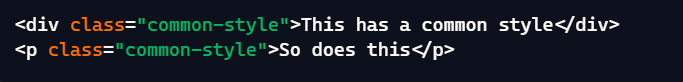 <div class="common-style">This has a common style</div>
<p class="common-style">So does this</p>